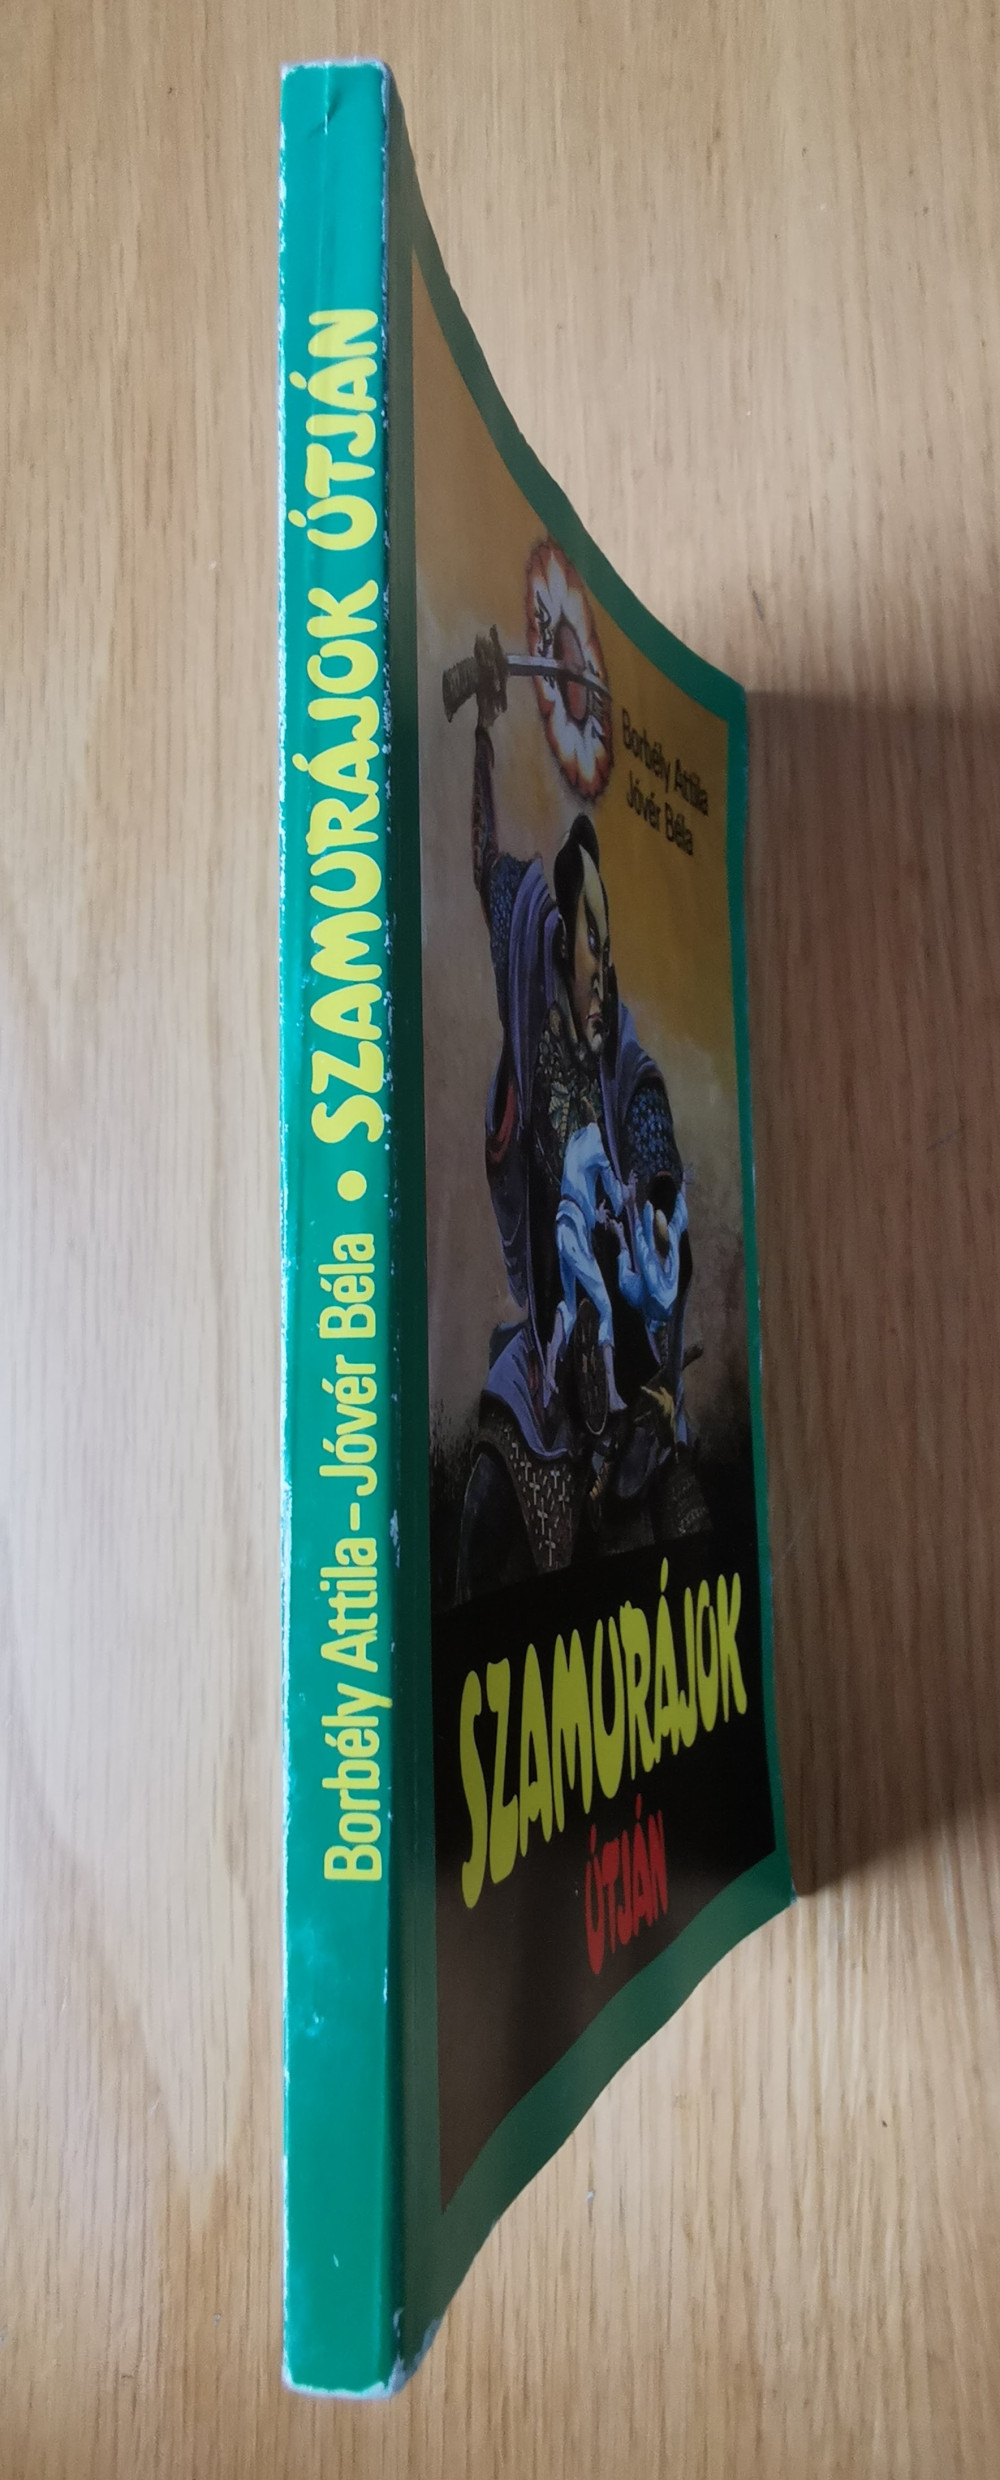 Borbély Attila–Jóvér Béla • SZAMURÁJOK ÚTJÁN
Borbély Attila
Jóvér Béla
SZAMURÁJOK
ÚTJÁN